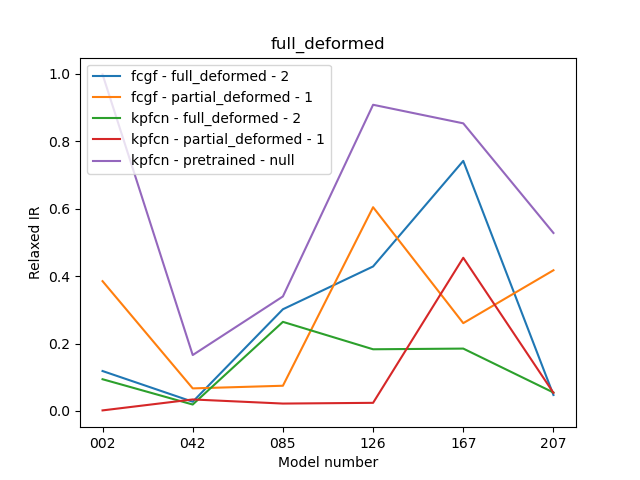 full_deformed
fcgf - full_deformed - 2
fcgf - partial_deformed - 1
kpfcn - full_deformed - 2
kpfcn - partial_deformed - 1
kpfcn - pretrained - null
Relaxed IR
1.0
0.8
0.6
0.4
0.2
0.0
002 042 085 126 167 207
Model number